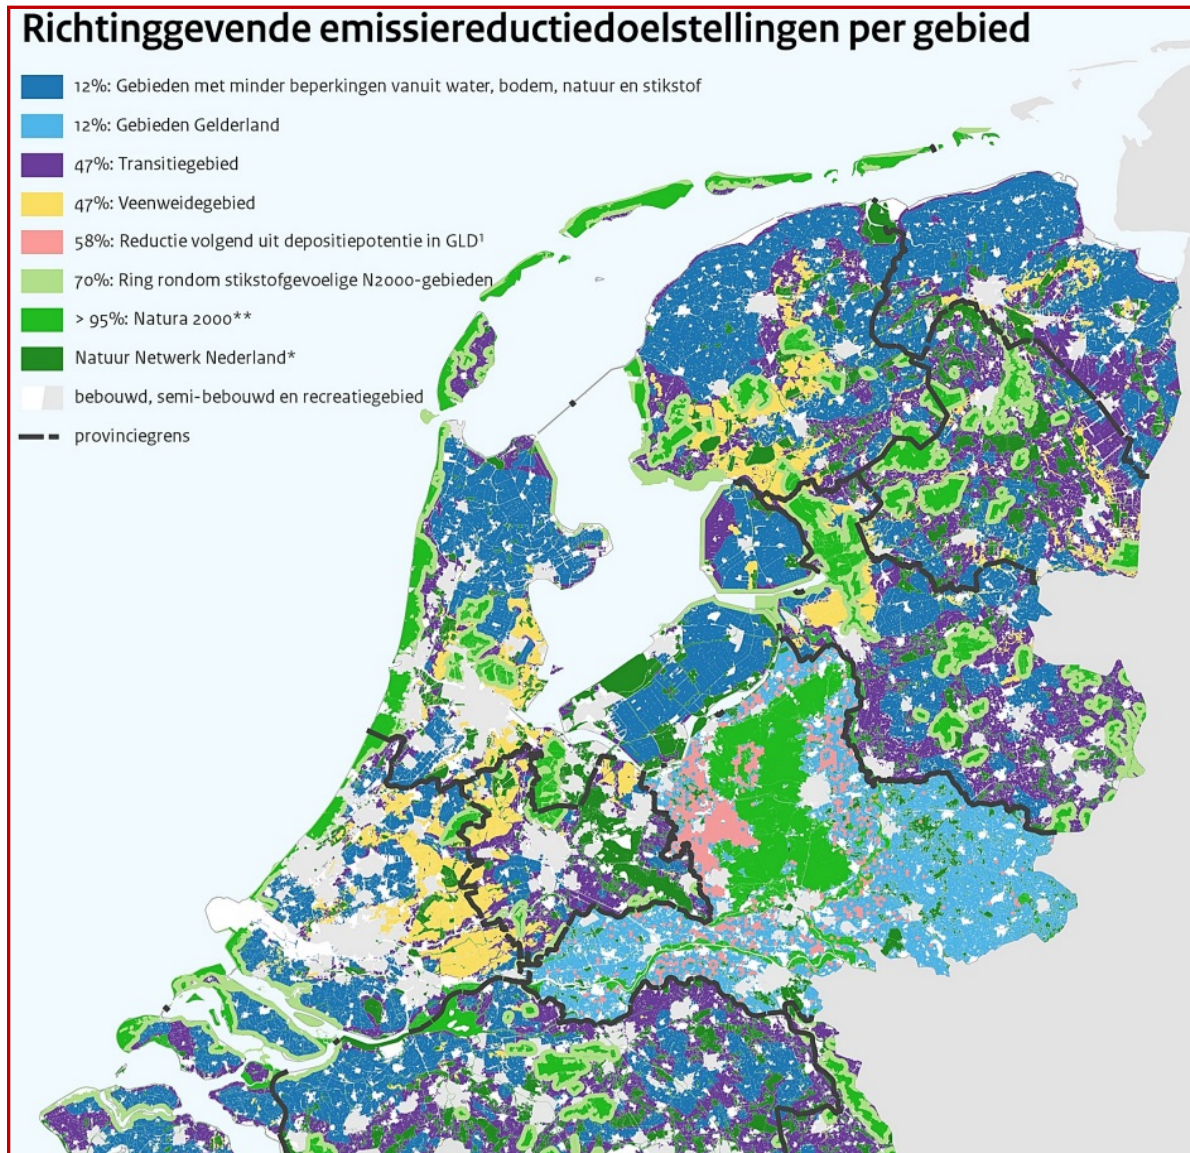 Richtinggevende emissiereductiedoelstellingen per gebied
12%: Gebieden met minder beperkingen vanuit water, bodem, natuur en stikstof
12%: Gebieden Gelderland
47%: Transitiegebied
47%: Veenweidegebied
58%: Reductie volgend uit depositiepotentie in GLD¹
70%: Ring rondom stikstofgevoelige N2000-gebieden
> 95%: Natura 2000**
Natuur Netwerk Nederland*
bebouwd, semi-bebouwd en recreatiegebied
provinciegrens